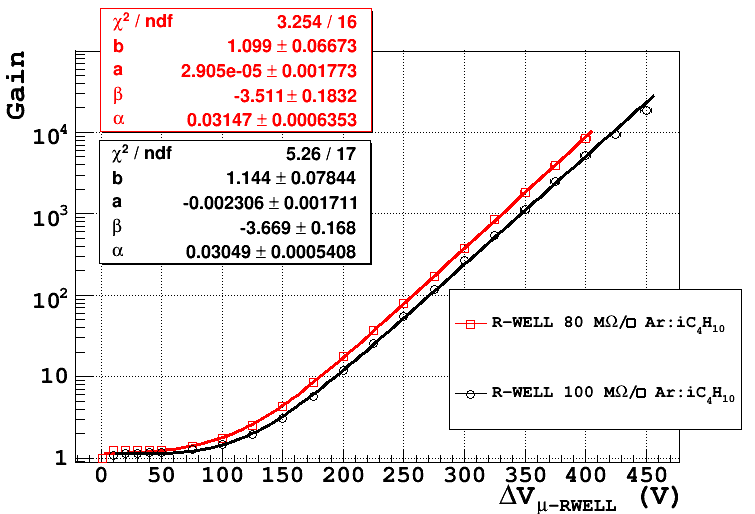 χ² / ndf 3.254 / 16
b 1.099 ± 0.06673
a 2.905e-05 ± 0.001773
β -3.511 ± 0.1832
α 0.03147 ± 0.0006353
χ² / ndf 5.26 / 17
b 1.144 ± 0.07844
a -0.002306 ± 0.001711
β -3.669 ± 0.168
α 0.03049 ± 0.0005408
Gain
10⁴
10³
10²
10
1
R-WELL 80 MΩ/□ Ar:iC₄H₁₀
R-WELL 100 MΩ/□ Ar:iC₄H₁₀
0 50 100 150 200 250 300 350 400 450
ΔV μ-RWELL (V)